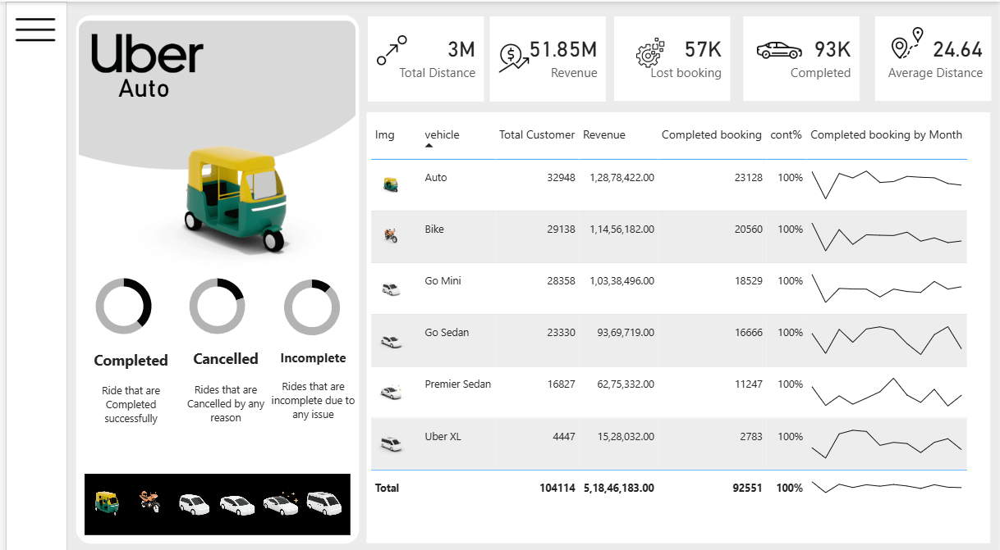 Uber
Auto
3M
Total Distance
51.85M
Revenue
57K
Lost booking
93K
Completed
24.64
Average Distance
Img vehicle Total Customer Revenue Completed booking cont% Completed booking by Month
Auto 32948 1,28,78,422.00 23128 100%
Bike 29138 1,14,56,182.00 20560 100%
Go Mini 28358 1,03,38,496.00 18529 100%
Go Sedan 23330 93,69,719.00 16666 100%
Premier Sedan 16827 62,75,332.00 11247 100%
Uber XL 4447 15,28,032.00 2783 100%
Total 104114 5,18,46,183.00 92551 100%
Completed
Ride that are
Completed
successfully
Cancelled
Rides that are
Cancelled by any
reason
Incomplete
Rides that are
incomplete due to
any issue